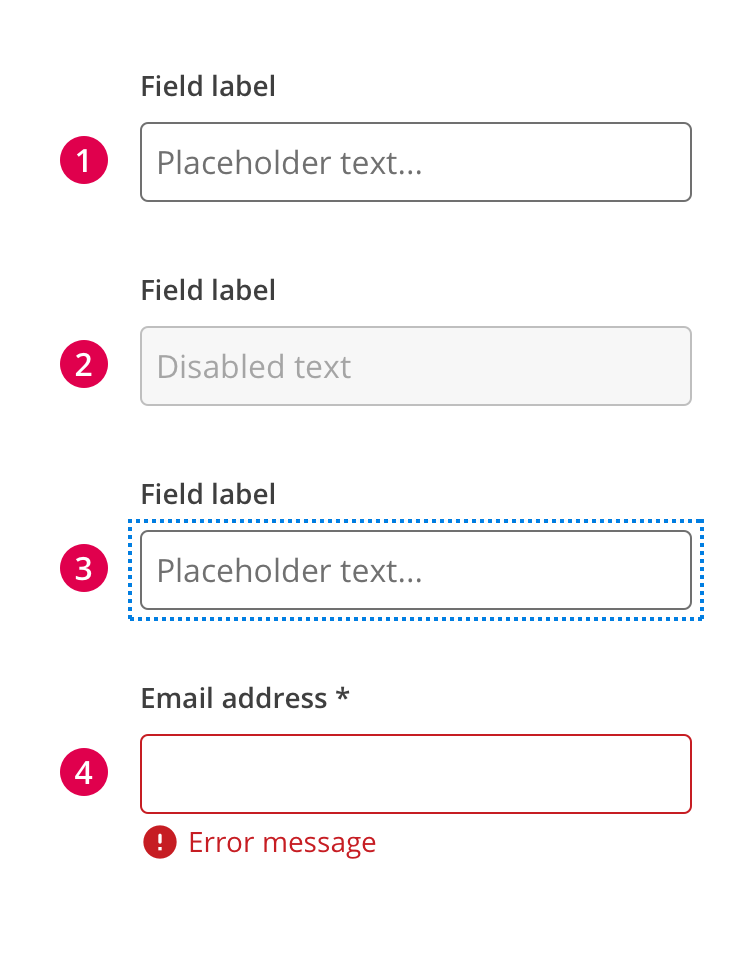 Field label
1
Placeholder text...
Field label
2
Disabled text
Field label
3
Placeholder text...
Email address *
4
! Error message